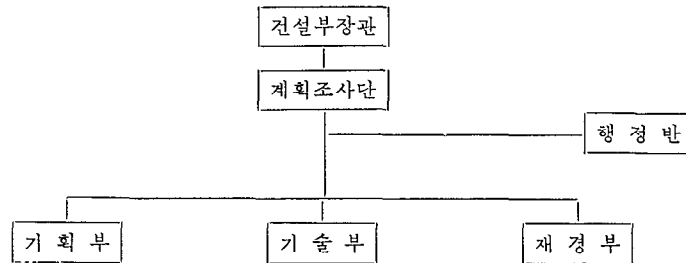 건설부장관
계획조사단
행 정 반
기 획 부 기 술 부 재 경 부